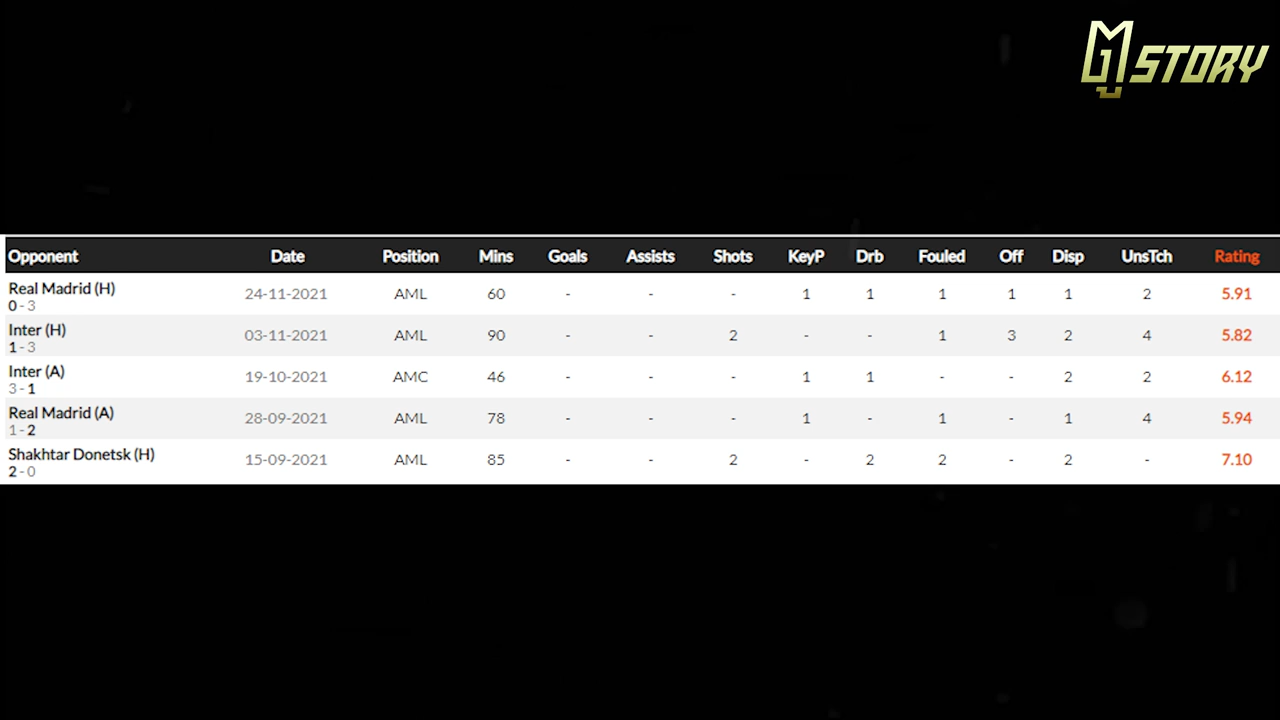 M1 STORY
Opponent Date Position Mins Goals Assists Shots KeyP Drb Fouled Off Disp UnsTch Rating
Real Madrid (H) 24-11-2021 AML 60 - - - 1 1 1 1 1 2 5.91
0 - 3
Inter (H) 03-11-2021 AML 90 - - 2 - - 1 3 2 4 5.82
1 - 3
Inter (A) 19-10-2021 AMC 46 - - - 1 1 - - 2 2 6.12
3 - 1
Real Madrid (A) 28-09-2021 AML 78 - - - 1 - 1 - 1 4 5.94
1 - 2
Shakhtar Donetsk (H) 15-09-2021 AML 85 - - 2 - 2 2 - 2 - 7.10
2 - 0